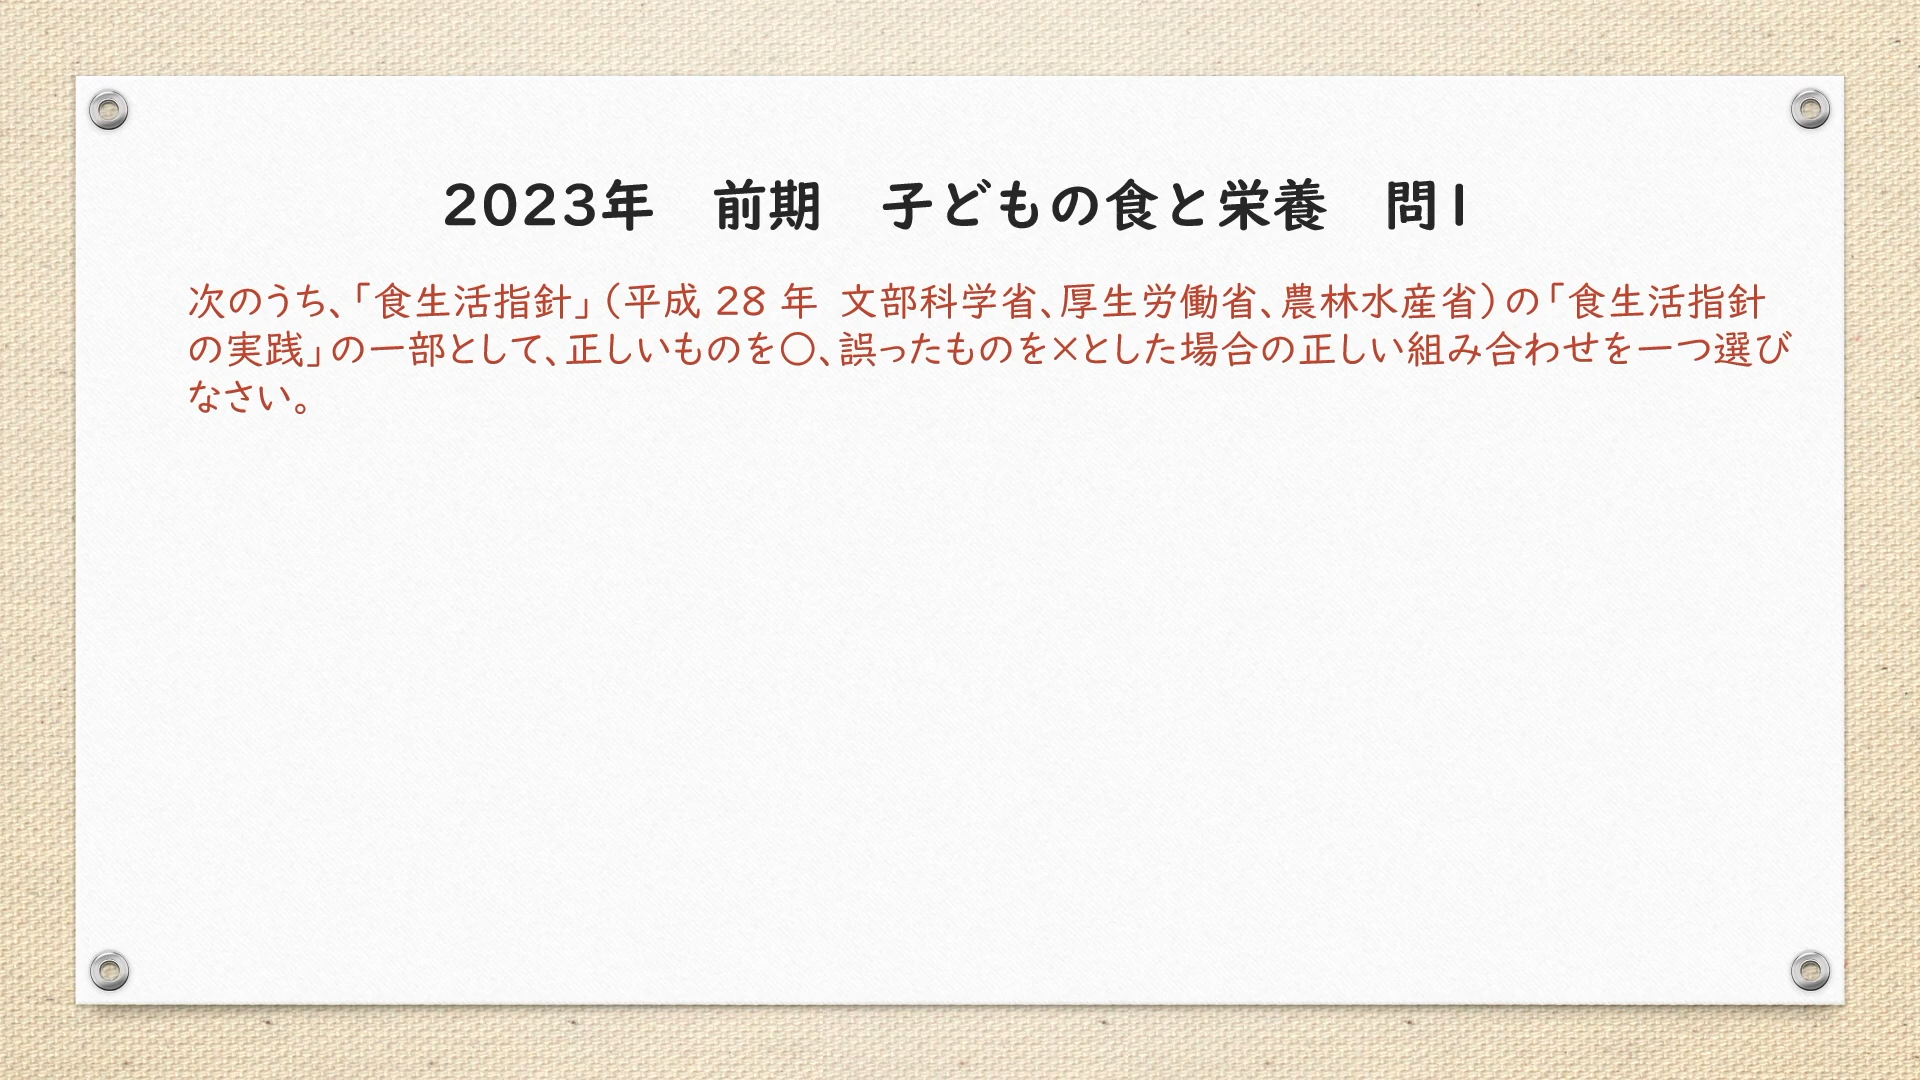 2023年　前期　子どもの食と栄養　問1
次のうち、「食生活指針」（平成 28 年 文部科学省、厚生労働省、農林水産省）の「食生活指針
の実践」の一部として、正しいものを〇、誤ったものを×とした場合の正しい組み合わせを一つ選び
なさい。